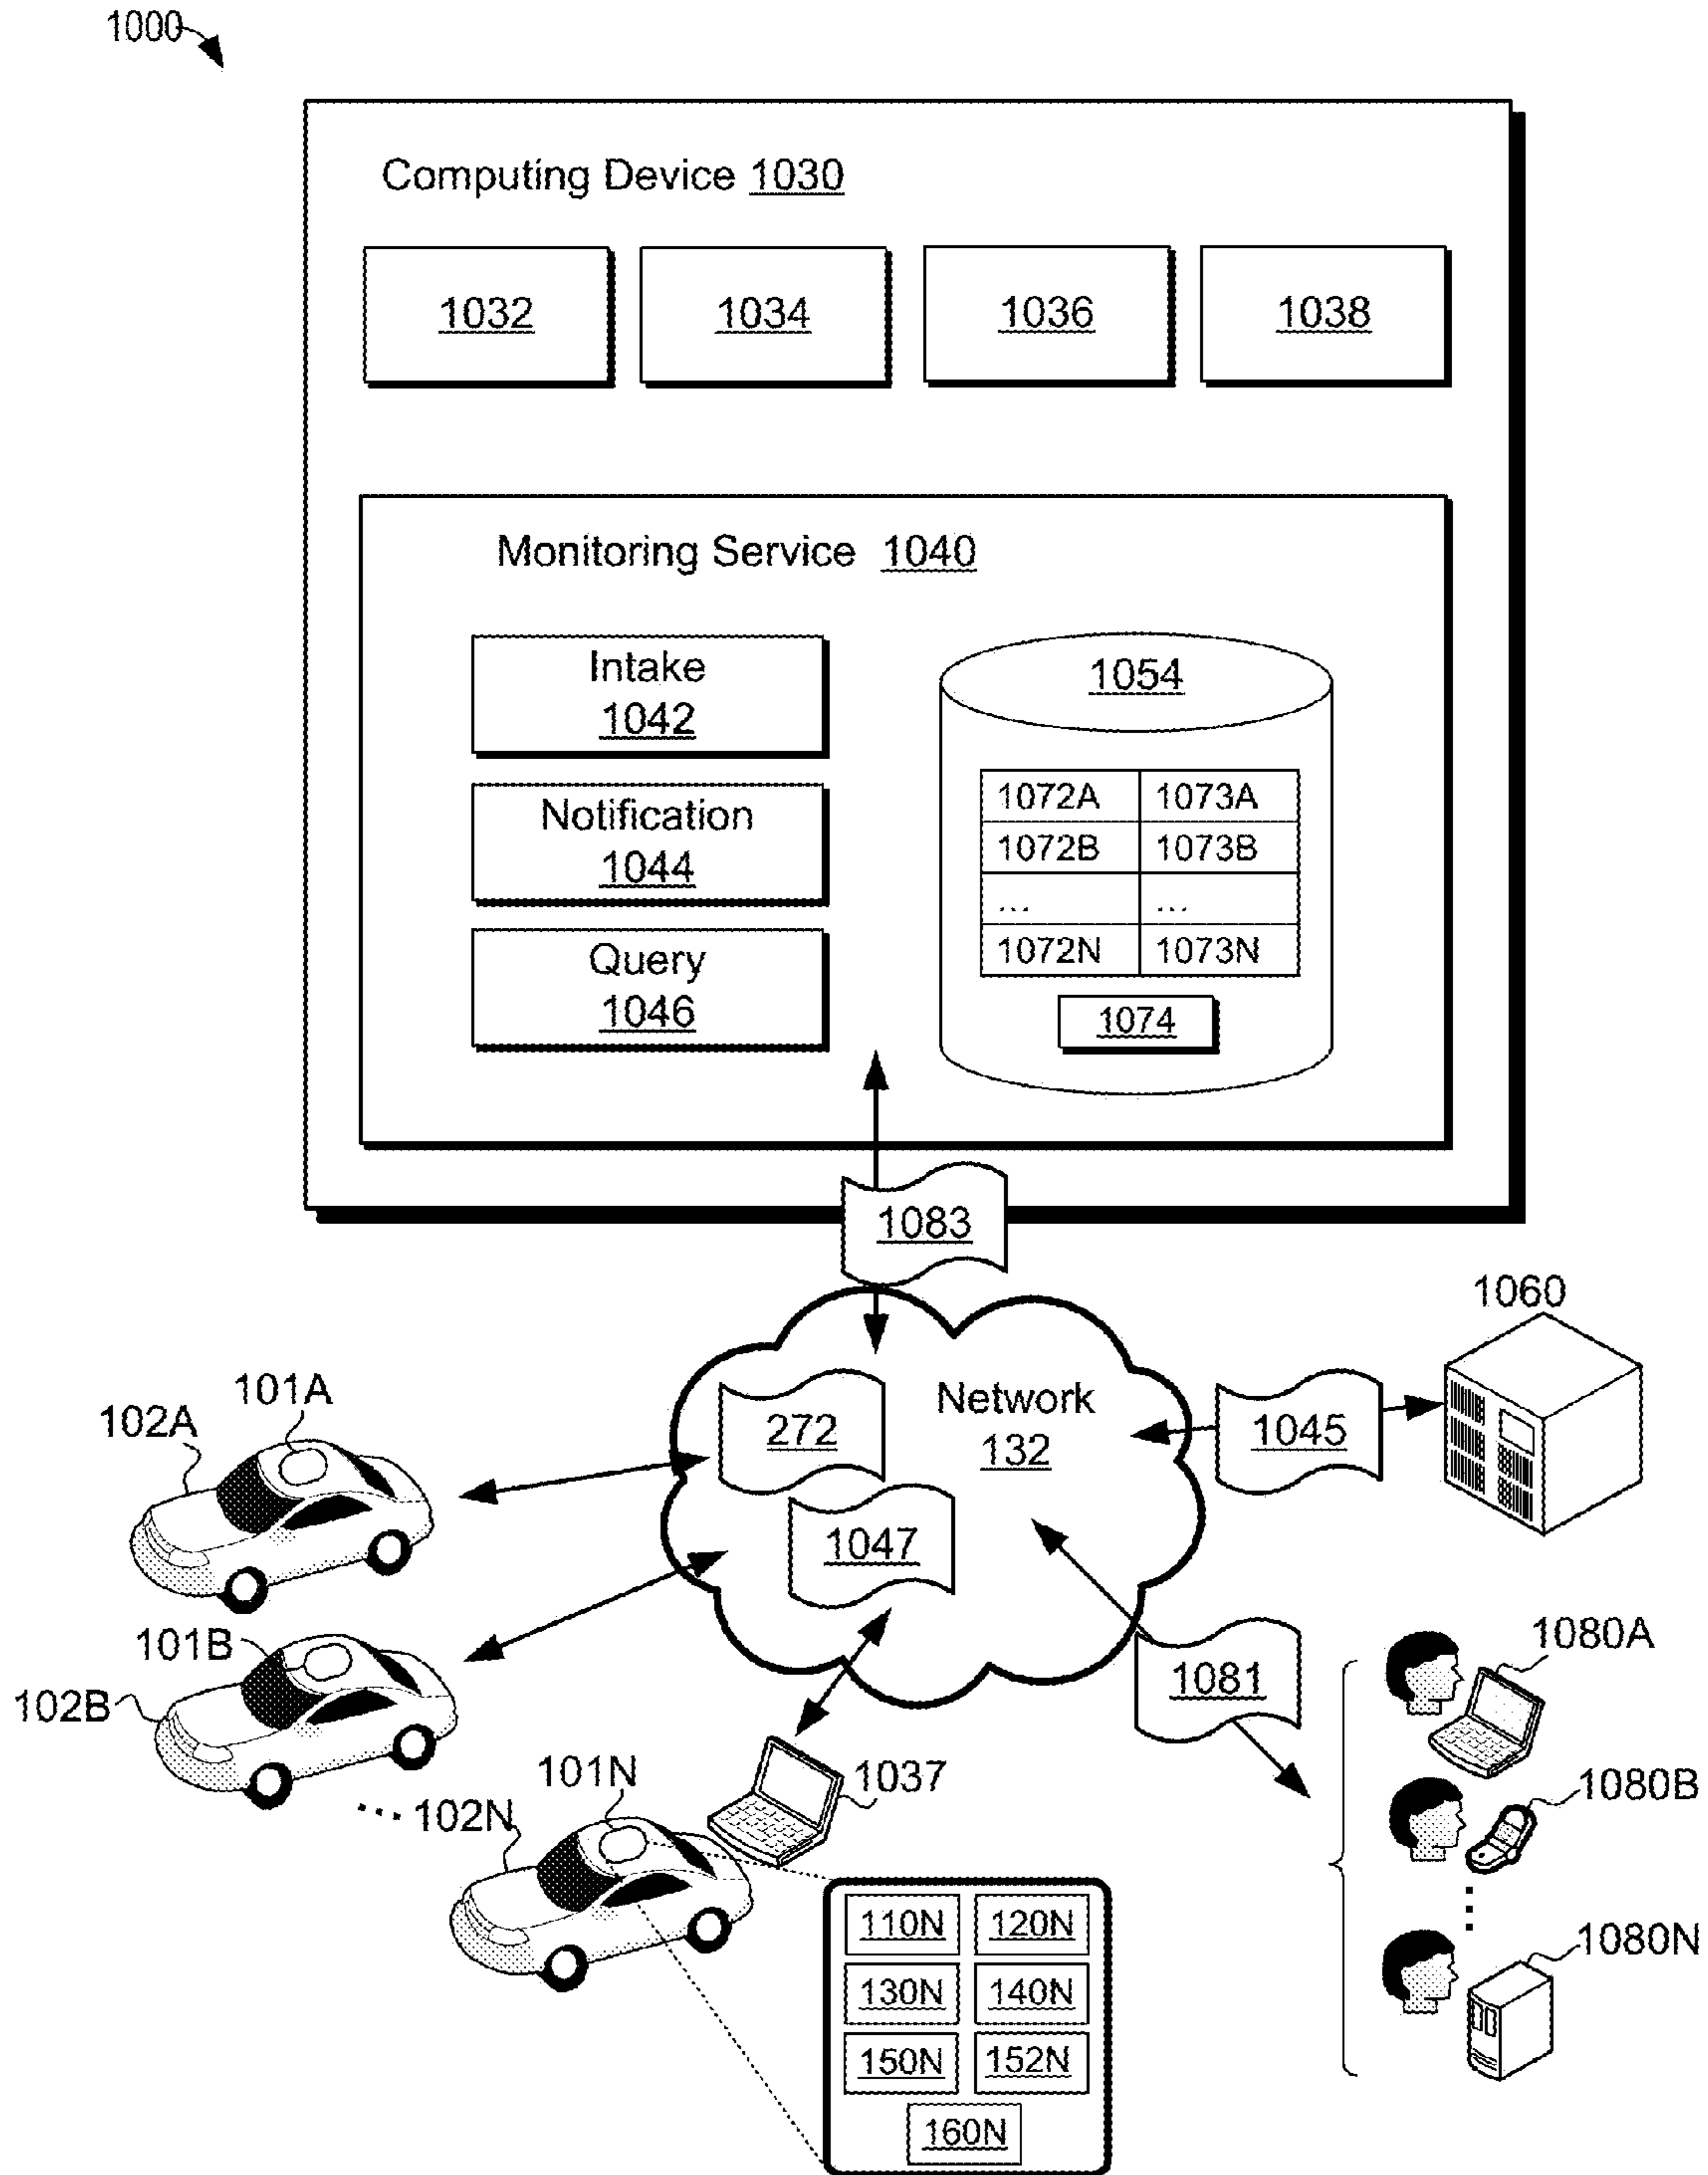 1000
Computing Device 1030
1032 1034 1036 1038
Monitoring Service 1040
Intake
1042
Notification
1044
Query
1046
1054
1072A 1073A
1072B 1073B
... ...
1072N 1073N
1074
1083
1060
Network
132
272
1047
1045
101A
102A
101B
102B
... 102N
101N
1037
1081
1080A
1080B
1080N
110N 120N
130N 140N
150N 152N
160N